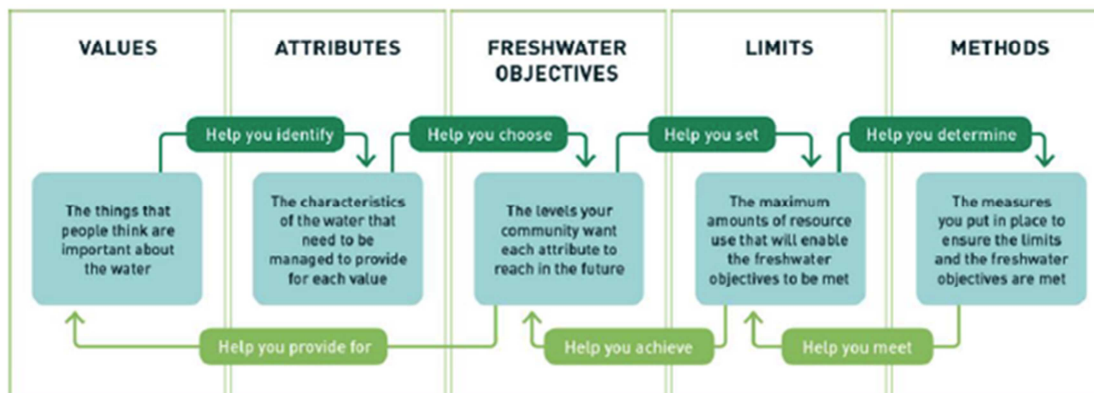 VALUES
ATTRIBUTES
FRESHWATER
OBJECTIVES
LIMITS
METHODS
Help you identify
Help you choose
Help you set
Help you determine
The things that
people think are
important about
the water
The characteristics
of the water that
need to be
managed to provide
for each value
The levels your
community want
each attribute to
reach in the future
The maximum
amounts of resource
use that will enable
the freshwater
objectives to be met
The measures
you put in place to
ensure the limits
and the freshwater
objectives are met
Help you provide for
Help you achieve
Help you meet